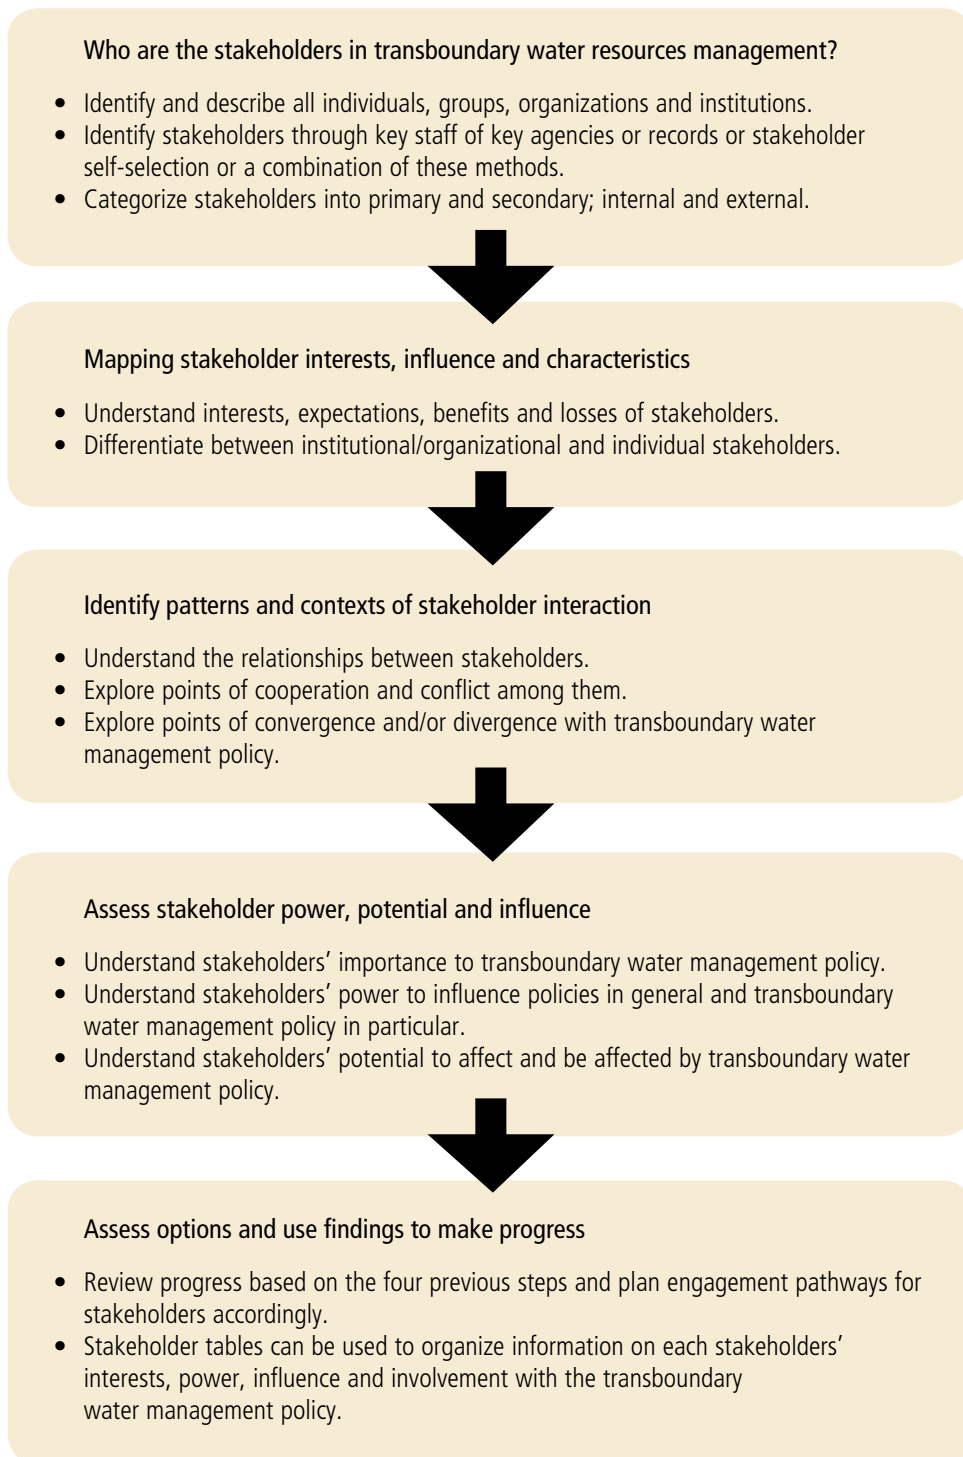 Who are the stakeholders in transboundary water resources management?
• Identify and describe all individuals, groups, organizations and institutions.
• Identify stakeholders through key staff of key agencies or records or stakeholder
self-selection or a combination of these methods.
• Categorize stakeholders into primary and secondary; internal and external.
Mapping stakeholder interests, influence and characteristics
• Understand interests, expectations, benefits and losses of stakeholders.
• Differentiate between institutional/organizational and individual stakeholders.
Identify patterns and contexts of stakeholder interaction
• Understand the relationships between stakeholders.
• Explore points of cooperation and conflict among them.
• Explore points of convergence and/or divergence with transboundary water
management policy.
Assess stakeholder power, potential and influence
• Understand stakeholders’ importance to transboundary water management policy.
• Understand stakeholders’ power to influence policies in general and transboundary
water management policy in particular.
• Understand stakeholders’ potential to affect and be affected by transboundary water
management policy.
Assess options and use findings to make progress
• Review progress based on the four previous steps and plan engagement pathways for
stakeholders accordingly.
• Stakeholder tables can be used to organize information on each stakeholders’
interests, power, influence and involvement with the transboundary
water management policy.